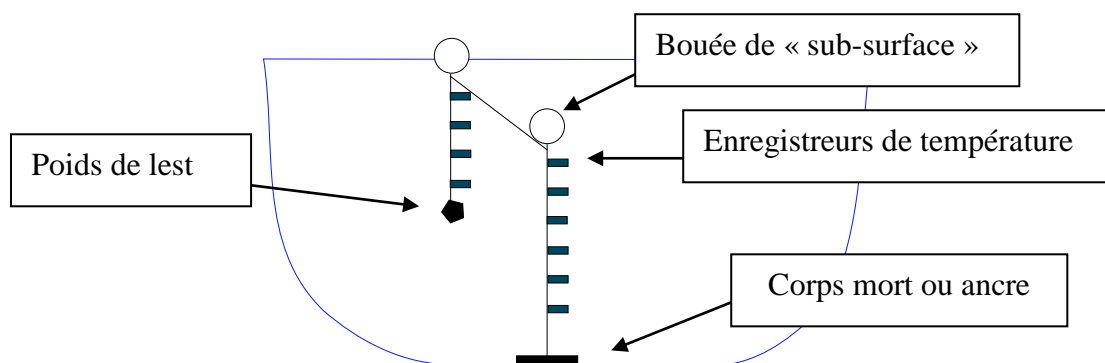 Bouée de « sub-surface »
Enregistreurs de température
Poids de lest
Corps mort ou ancre